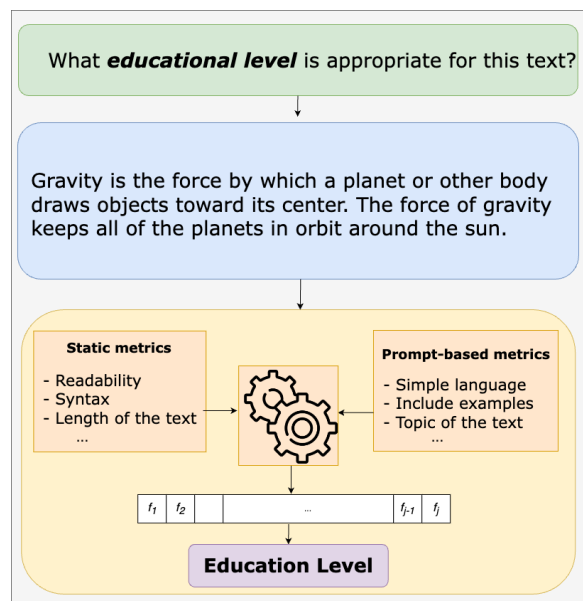 What educational level is appropriate for this text?
Gravity is the force by which a planet or other body
draws objects toward its center. The force of gravity
keeps all of the planets in orbit around the sun.
Static metrics
- Readability
- Syntax
- Length of the text
...
Prompt-based metrics
- Simple language
- Include examples
- Topic of the text
...
f1 f2 ... fj-1 fj
Education Level